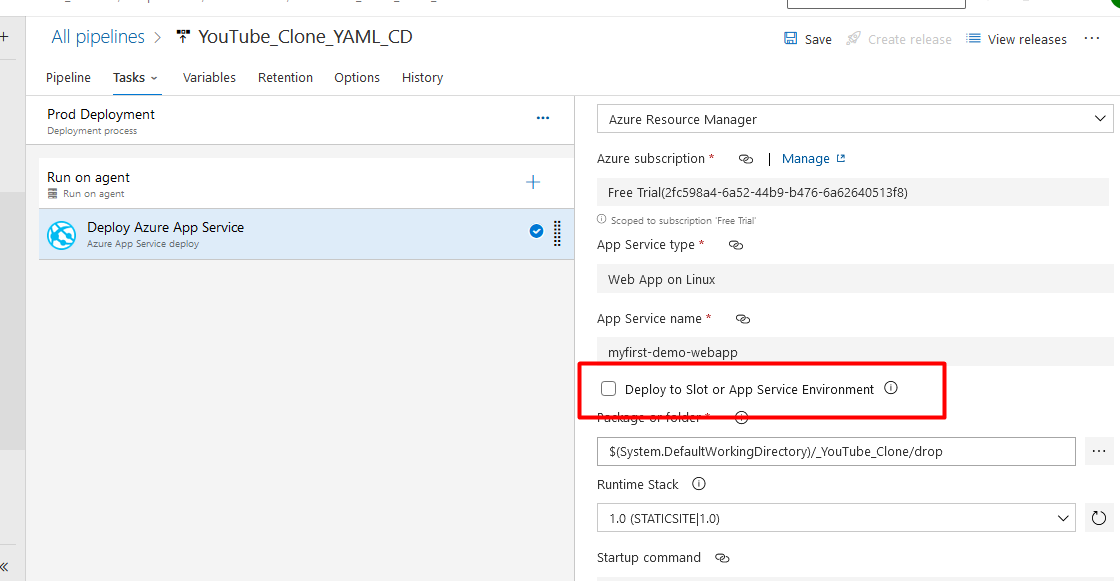 All pipelines > YouTube_Clone_YAML_CD
Save Create release View releases ...
Pipeline Tasks Variables Retention Options History
Prod Deployment
Deployment process
...
Run on agent
Run on agent
+
Deploy Azure App Service
Azure App Service deploy
Azure Resource Manager
Azure subscription * | Manage
Free Trial(2fc598a4-6a52-44b9-b476-6a62640513f8)
Scoped to subscription 'Free Trial'
App Service type *
Web App on Linux
App Service name *
myfirst-demo-webapp
Deploy to Slot or App Service Environment
Package or folder *
$(System.DefaultWorkingDirectory)/_YouTube_Clone/drop
...
Runtime Stack
1.0 (STATICSITE|1.0)
Startup command